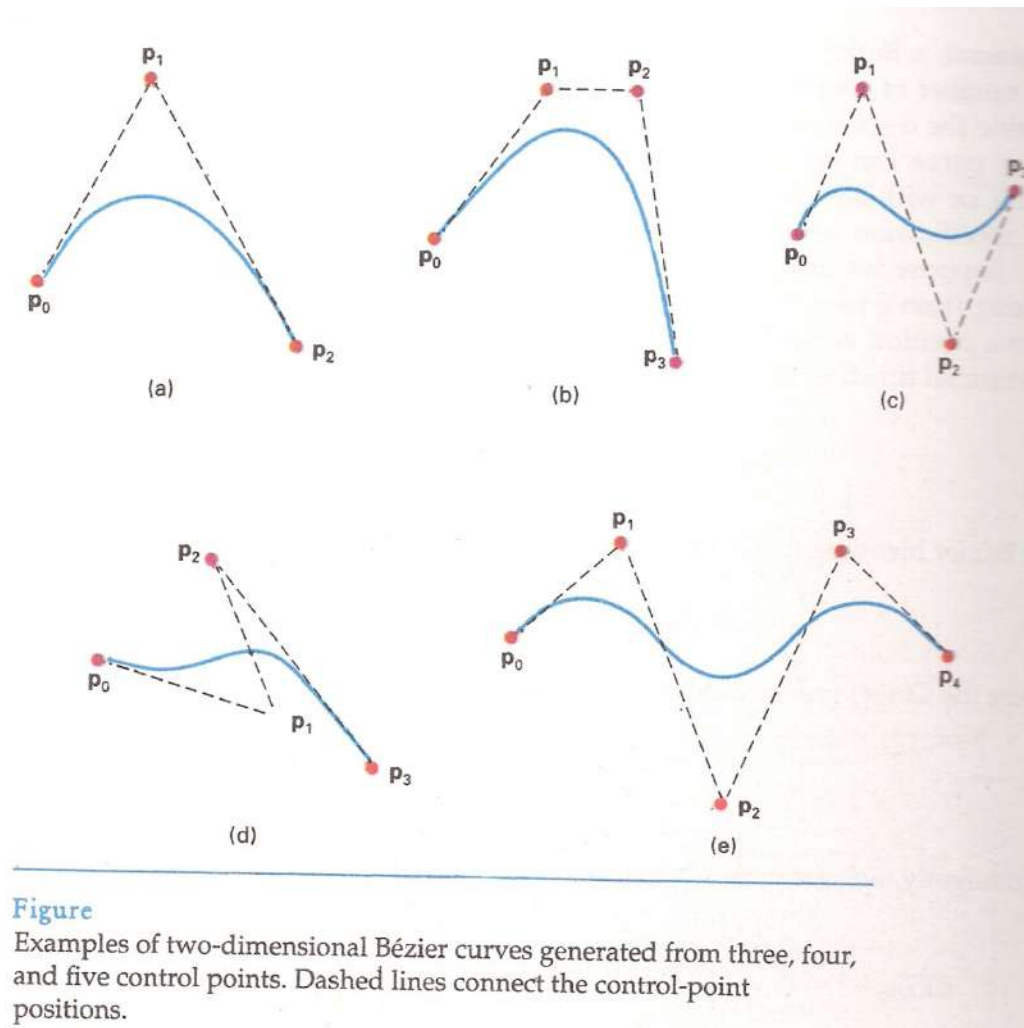 p₁
p₀
p₂
(a)
p₁ p₂
p₀
p₃
(b)
p₁
p₀
p₂
(c)
p₂
p₀
p₁
p₃
(d)
p₁
p₃
p₀
p₄
p₂
(e)
Figure
Examples of two-dimensional Bézier curves generated from three, four,
and five control points. Dashed lines connect the control-point
positions.